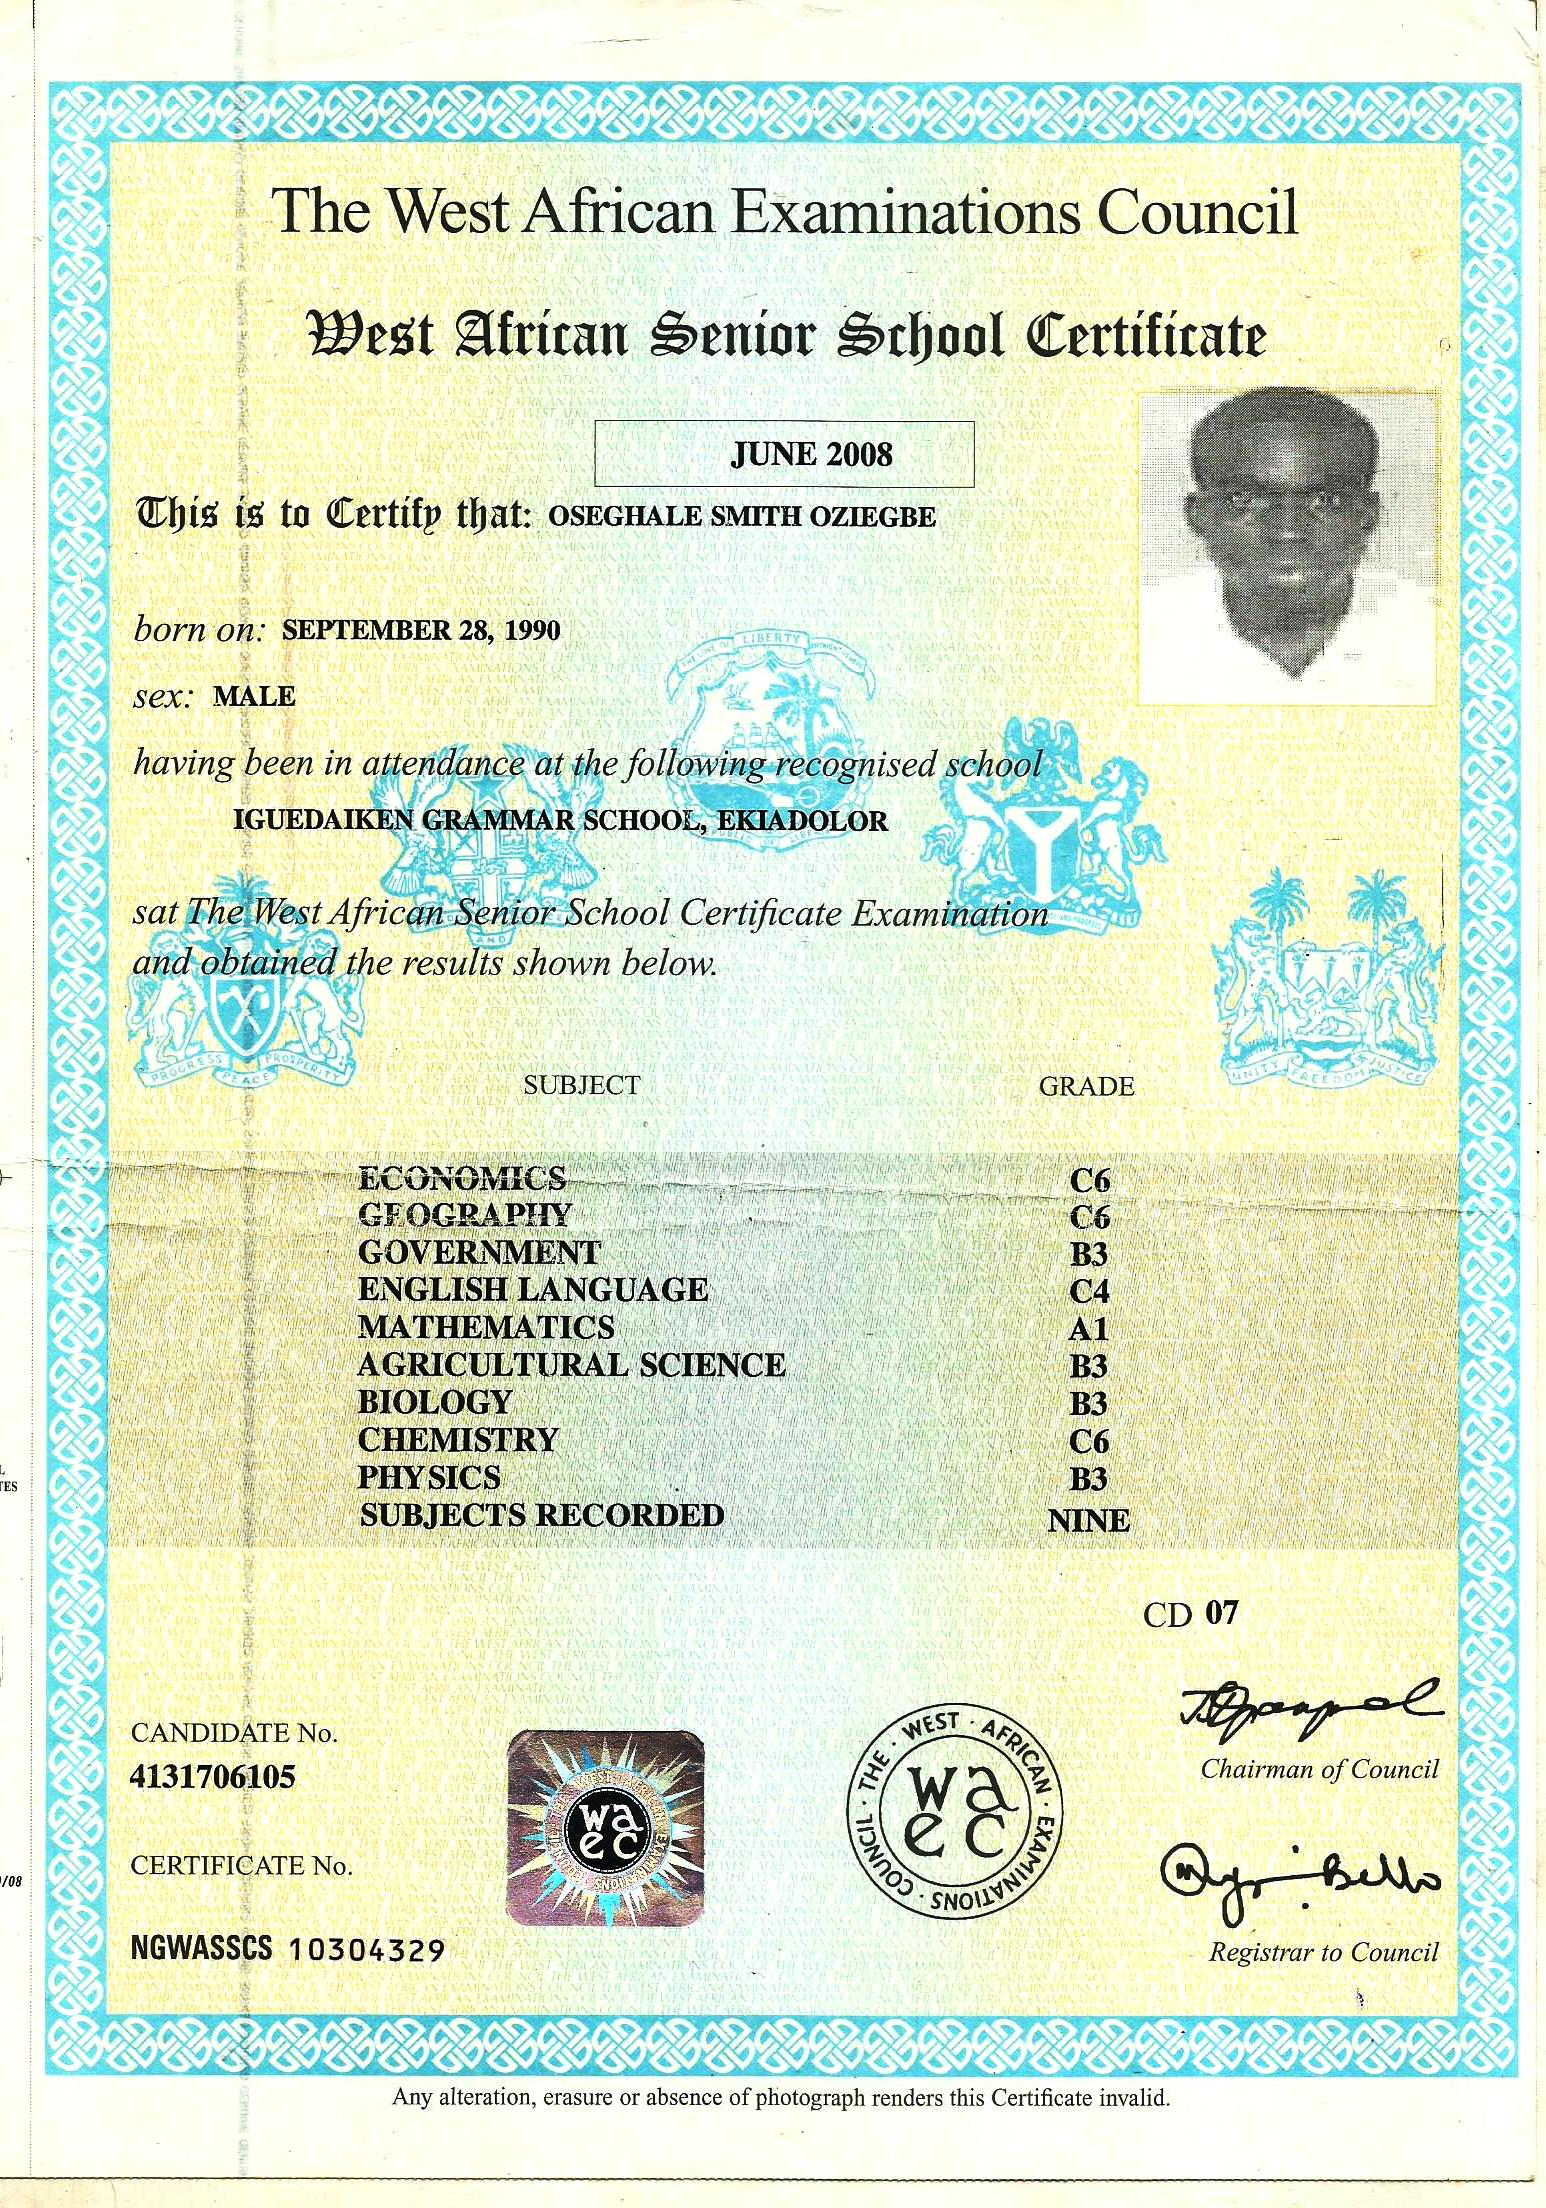 The West African Examinations Council
West African Senior School Certificate
JUNE 2008
This is to Certify that: OSEGHALE SMITH OZIEGBE
born on: SEPTEMBER 28, 1990
sex: MALE
having been in attendance at the following recognised school
IGUEDAIKEN GRAMMAR SCHOOL, EKIADOLOR
sat The West African Senior School Certificate Examination
and obtained the results shown below.
LIBERTY
PROGRESS PEACE PROSPERITY
UNITY FREEDOM JUSTICE
SUBJECT GRADE
ECONOMICS C6
GEOGRAPHY C6
GOVERNMENT B3
ENGLISH LANGUAGE C4
MATHEMATICS A1
AGRICULTURAL SCIENCE B3
BIOLOGY B3
CHEMISTRY C6
PHYSICS B3
SUBJECTS RECORDED NINE
CD 07
CANDIDATE No.
4131706105
CERTIFICATE No.
NGWASSCS 10304329
waec
THE · WEST · AFRICAN · EXAMINATIONS · COUNCIL ·
waec
Chairman of Council
Bello
Registrar to Council
Any alteration, erasure or absence of photograph renders this Certificate invalid.
/08